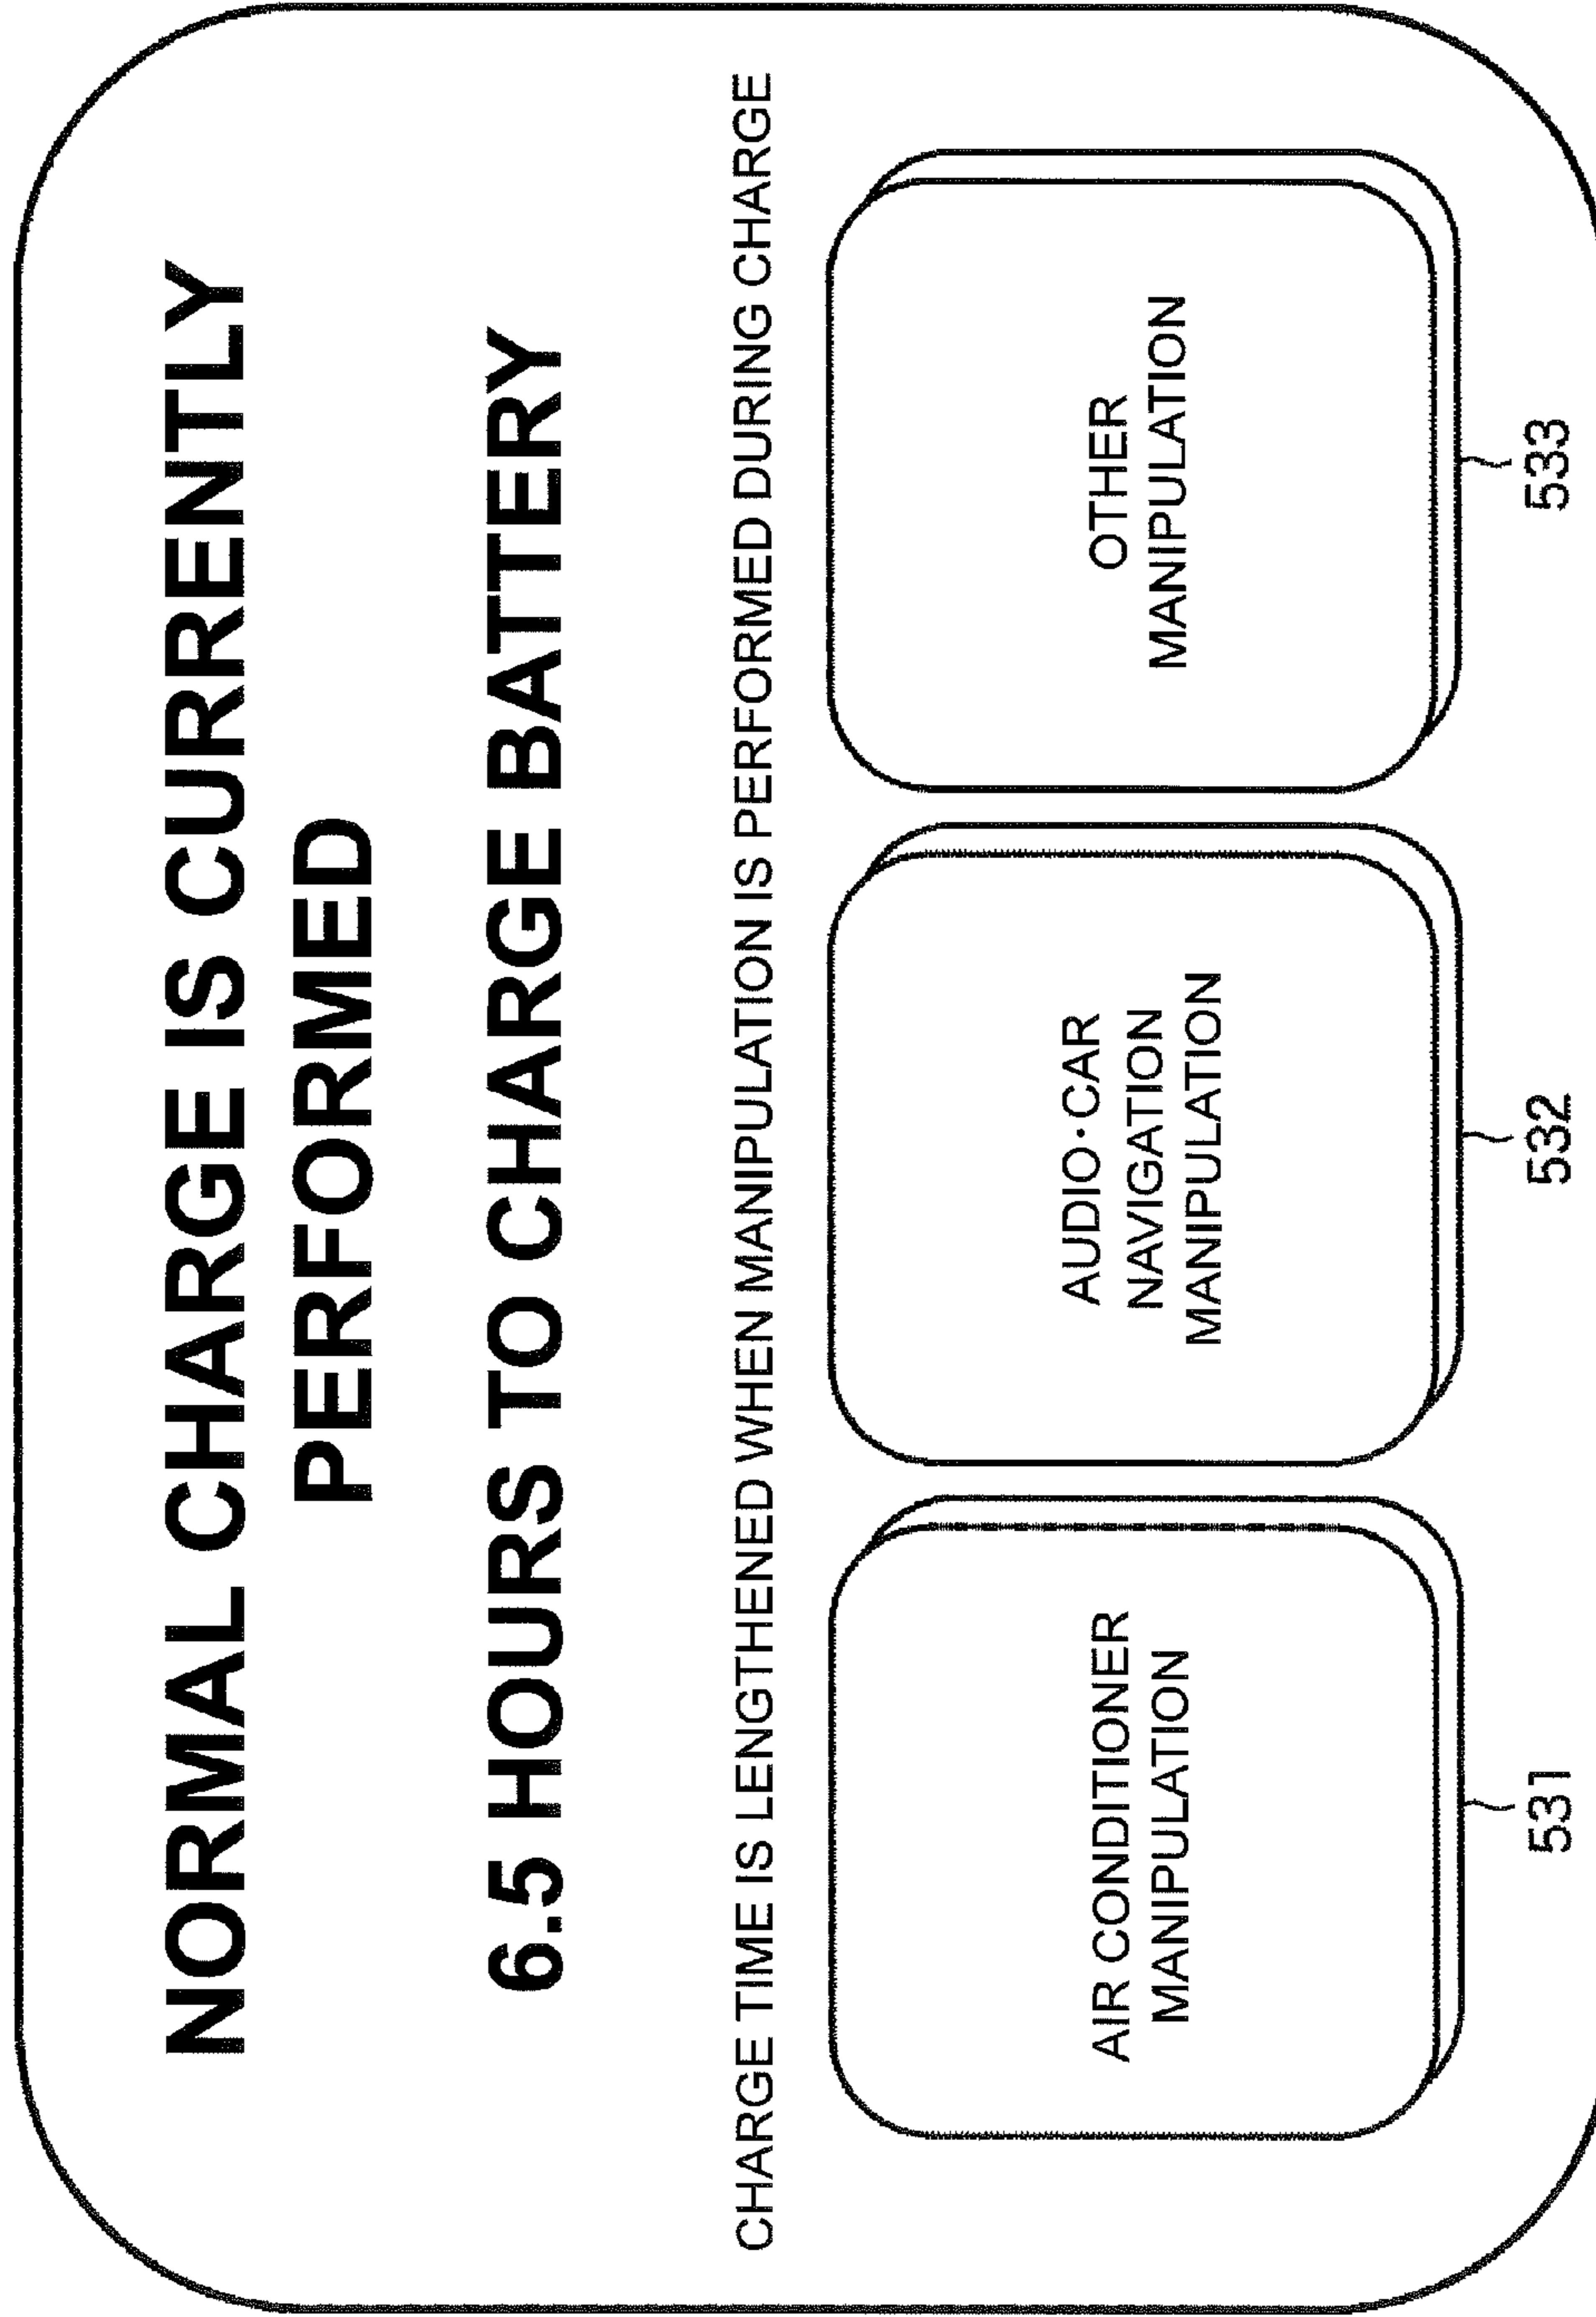 NORMAL CHARGE IS CURRENTLY
PERFORMED
6.5 HOURS TO CHARGE BATTERY
CHARGE TIME IS LENGTHENED WHEN MANIPULATION IS PERFORMED DURING CHARGE
AIR CONDITIONER
MANIPULATION
AUDIO·CAR
NAVIGATION
MANIPULATION
OTHER
MANIPULATION
531
532
533